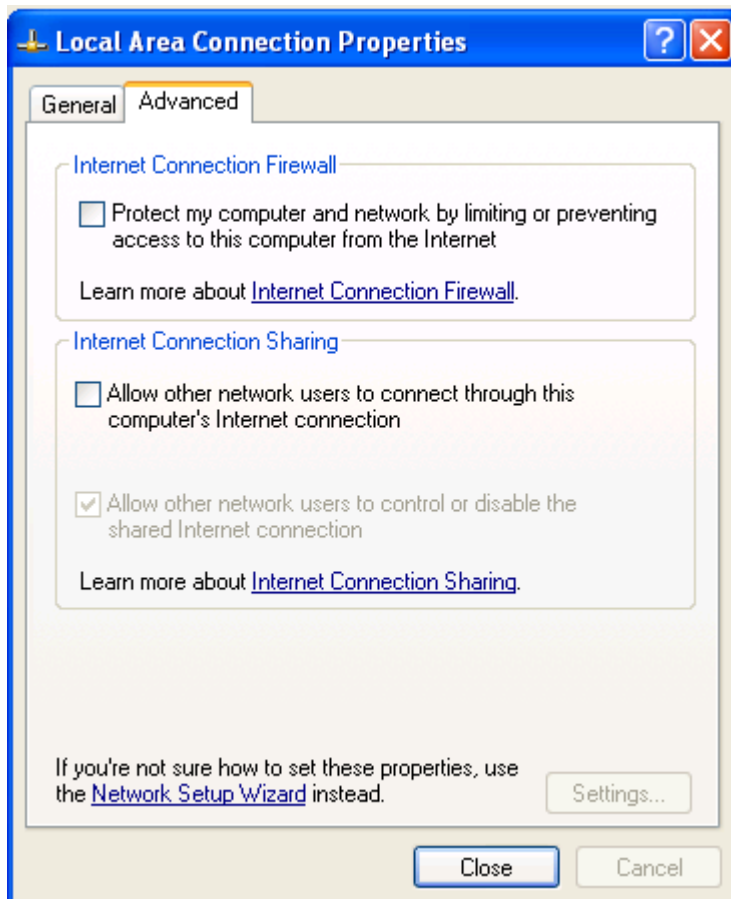 Local Area Connection Properties
General
Advanced
Internet Connection Firewall
Protect my computer and network by limiting or preventing
access to this computer from the Internet
Learn more about Internet Connection Firewall.
Internet Connection Sharing
Allow other network users to connect through this
computer's Internet connection
Allow other network users to control or disable the
shared Internet connection
Learn more about Internet Connection Sharing.
If you're not sure how to set these properties, use
the Network Setup Wizard instead.
Settings...
Close
Cancel